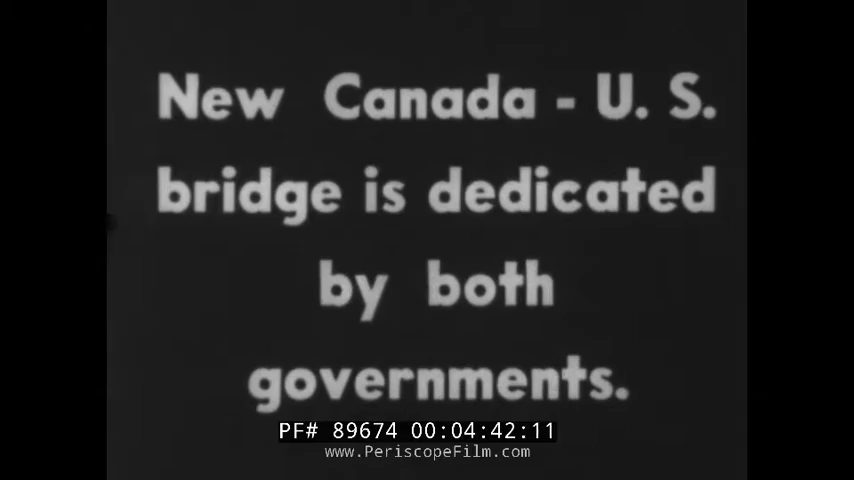 New Canada - U. S.
bridge is dedicated
by both
governments.
PF# 89674 00:04:42:11
www.PeriscopeFilm.com